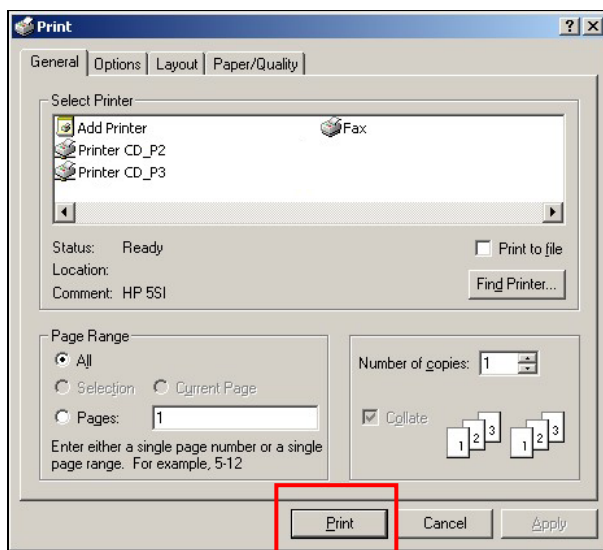 Print
General Options Layout Paper/Quality
Select Printer
Add Printer Fax
Printer CD_P2
Printer CD_P3
Status: Ready Print to file
Location:
Comment: HP 5SI Find Printer...
Page Range
All Number of copies: 1
Selection Current Page
Pages: 1 Collate
Enter either a single page number or a single
page range. For example, 5-12
1 2 3 1 2 3
Print Cancel Apply